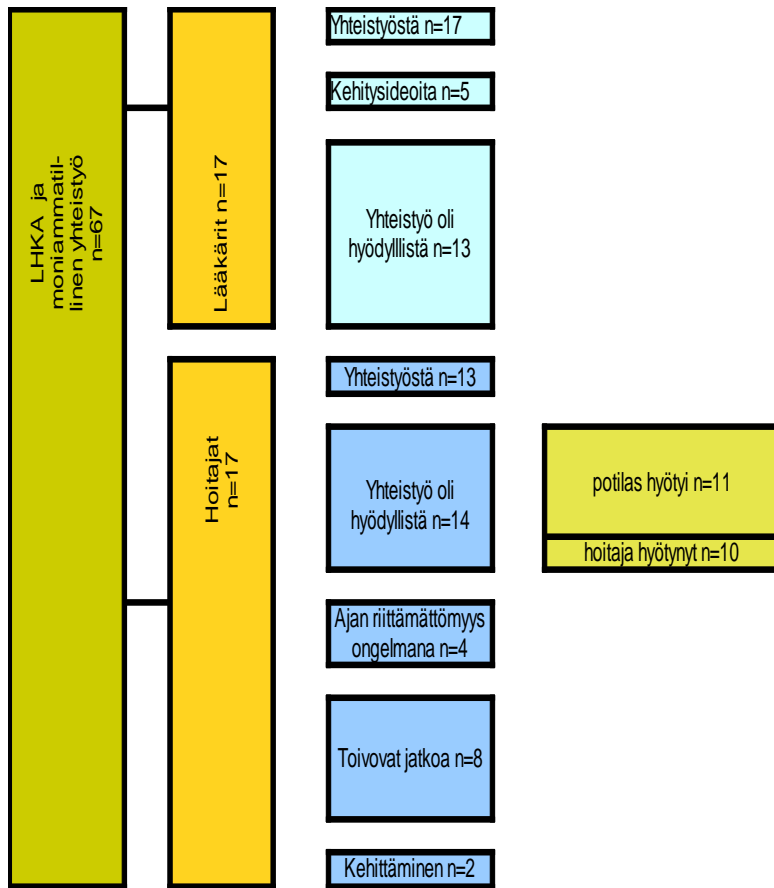 LHKA ja
moniammatil-
linen yhteistyö
n=67
Lääkärit n=17
Yhteistyöstä n=17
Kehitysideoita n=5
Yhteistyö oli
hyödyllistä n=13
Hoitajat
n=17
Yhteistyöstä n=13
Yhteistyö oli
hyödyllistä n=14
potilas hyötyi n=11
hoitaja hyötynyt n=10
Ajan riittämättömyys
ongelmana n=4
Toivovat jatkoa n=8
Kehittäminen n=2